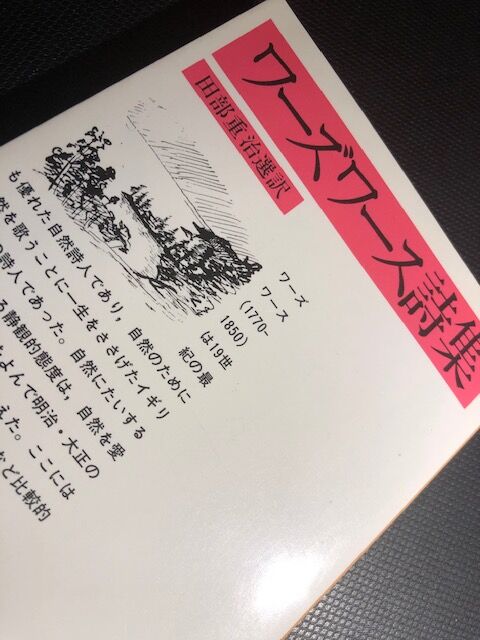 ワーズワース詩集
田部重治選訳
ワーズ
ワース
(1770-
1850)
は19世
紀の最
も優れた自然詩人であり，自然のために
然を歌うことに一生をささげたイギリ
の詩人であった。自然にたいする
る静観的態度は，自然を愛
よんで明治・大正の
えた。ここには
など比較的